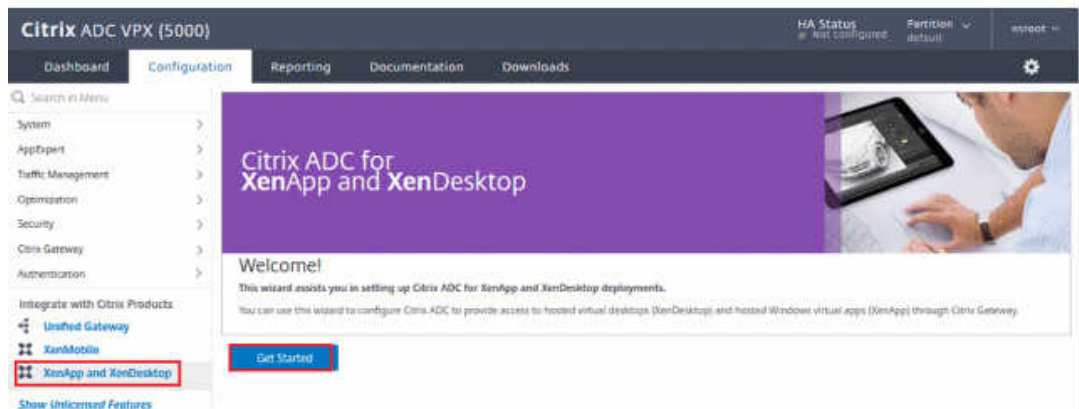 Citrix ADC VPX (5000)
HA Status
Not configured
Partition
default
nsroot
Dashboard
Configuration
Reporting
Documentation
Downloads
Search in Menu
System
AppExpert
Traffic Management
Optimization
Security
Citrix Gateway
Authentication
Integrate with Citrix Products
Unified Gateway
XenMobile
XenApp and XenDesktop
Show Unlicensed Features
Citrix ADC for
XenApp and XenDesktop
Welcome!
This wizard assists you in setting up Citrix ADC for XenApp and XenDesktop deployments.
You can use this wizard to configure Citrix ADC to provide access to hosted virtual desktops (XenDesktop) and hosted Windows virtual apps (XenApp) through Citrix Gateway.
Get Started